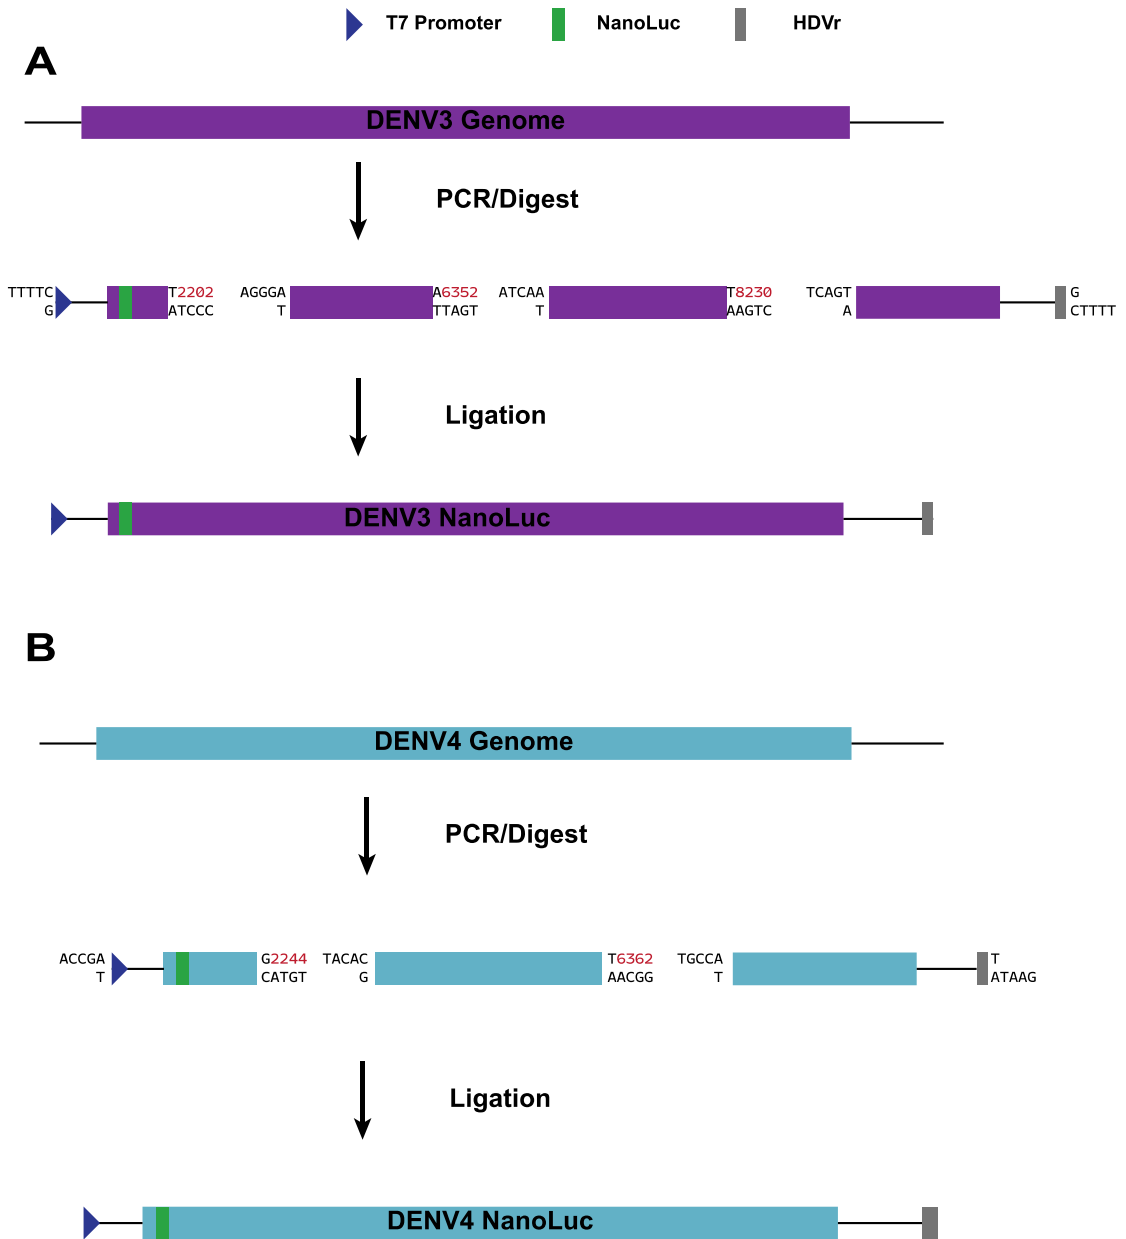 T7 Promoter NanoLuc HDVr
A
DENV3 Genome
PCR/Digest
TTTTC T2202 AGGGA A6352 ATCAA T8230 TCAGT G
G ATCCC T TTAGT T AAGTC A CTTTT
Ligation
DENV3 NanoLuc
B
DENV4 Genome
PCR/Digest
ACCGA G2244 TACAC T6362 TGCCA T
T CATGT G AACGG T ATAAG
Ligation
DENV4 NanoLuc